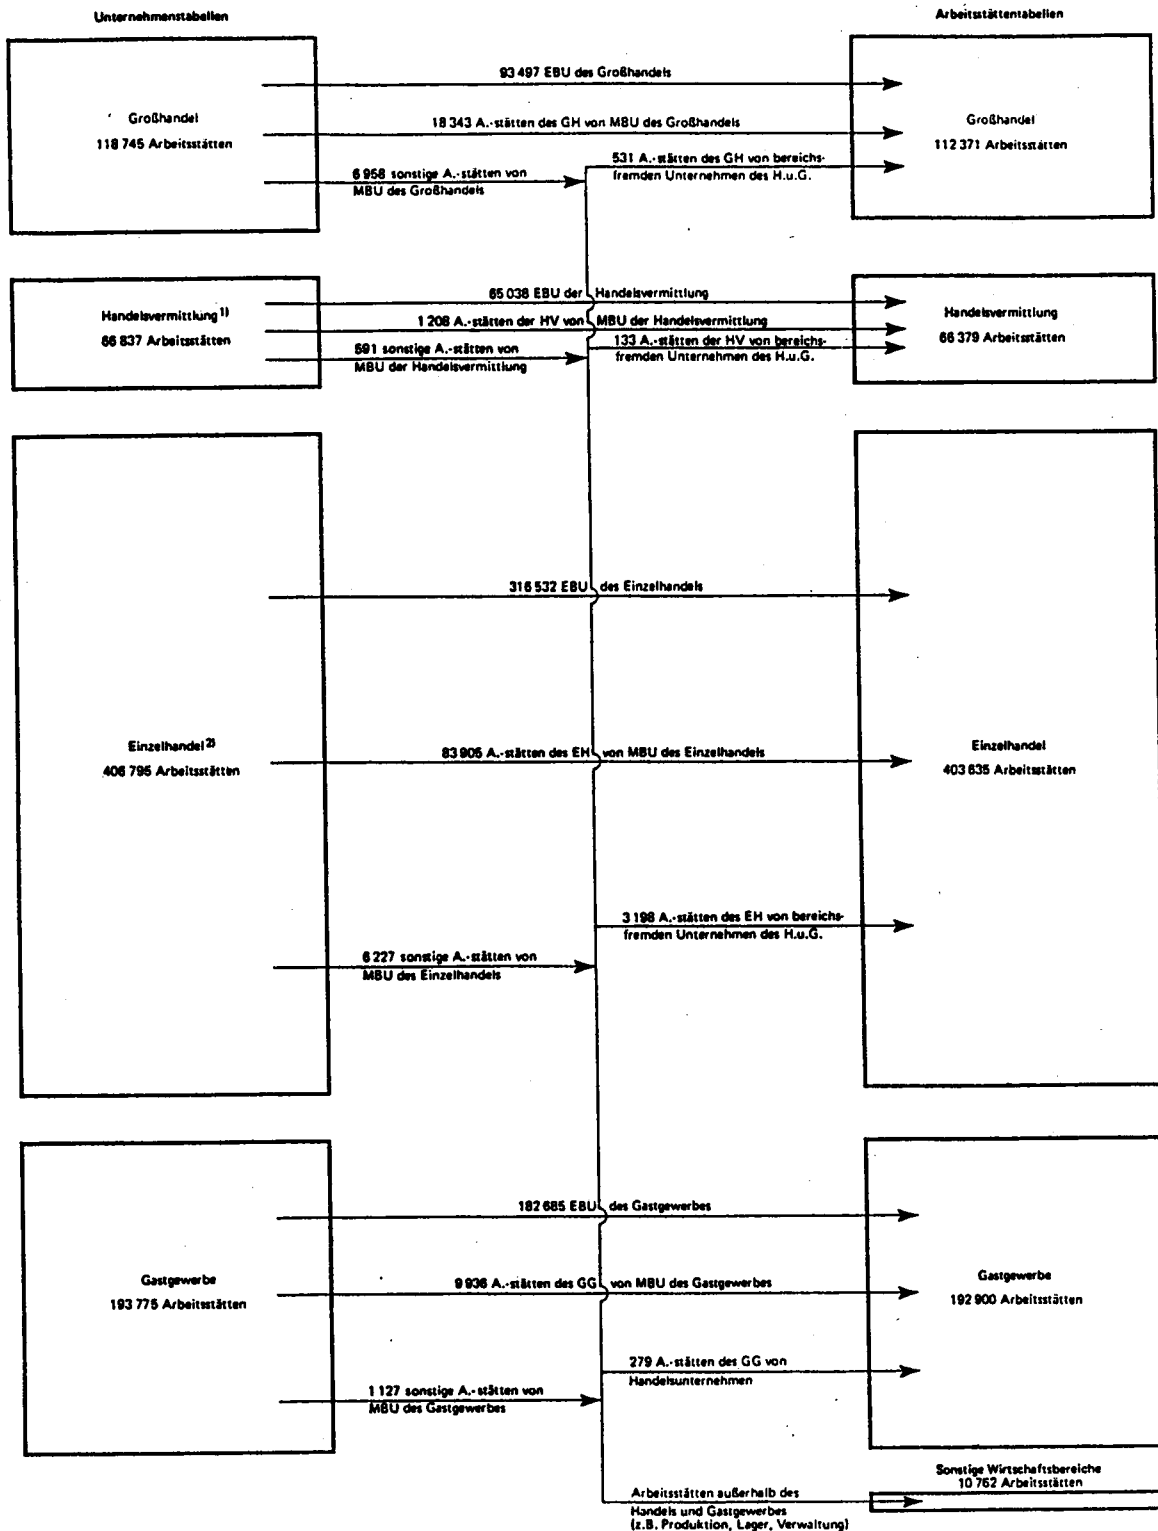 Unternehmenstabellen
Arbeitsstättentabellen
93 497 EBU des Großhandels
Großhandel
118 745 Arbeitsstätten
18 343 A.-stätten des GH von MBU des Großhandels
Großhandel
112 371 Arbeitsstätten
6 958 sonstige A.-stätten von
MBU des Großhandels
531 A.-stätten des GH von bereichs-
fremden Unternehmen des H.u.G.
65 038 EBU der Handelsvermittlung
Handelsvermittlung 1)
66 837 Arbeitsstätten
1 208 A.-stätten der HV von MBU der Handelsvermittlung
Handelsvermittlung
66 379 Arbeitsstätten
591 sonstige A.-stätten von
MBU der Handelsvermittlung
133 A.-stätten der HV von bereichs-
fremden Unternehmen des H.u.G.
316 532 EBU des Einzelhandels
Einzelhandel 2)
406 795 Arbeitsstätten
83 905 A.-stätten des EH von MBU des Einzelhandels
Einzelhandel
403 635 Arbeitsstätten
3 198 A.-stätten des EH von bereichs-
fremden Unternehmen des H.u.G.
6 227 sonstige A.-stätten von
MBU des Einzelhandels
182 685 EBU des Gastgewerbes
Gastgewerbe
193 775 Arbeitsstätten
9 936 A.-stätten des GG von MBU des Gastgewerbes
Gastgewerbe
192 900 Arbeitsstätten
279 A.-stätten des GG von
Handelsunternehmen
1 127 sonstige A.-stätten von
MBU des Gastgewerbes
Sonstige Wirtschaftsbereiche
10 762 Arbeitsstätten
Arbeitsstätten außerhalb des
Handels und Gastgewerbes
(z.B. Produktion, Lager, Verwaltung)